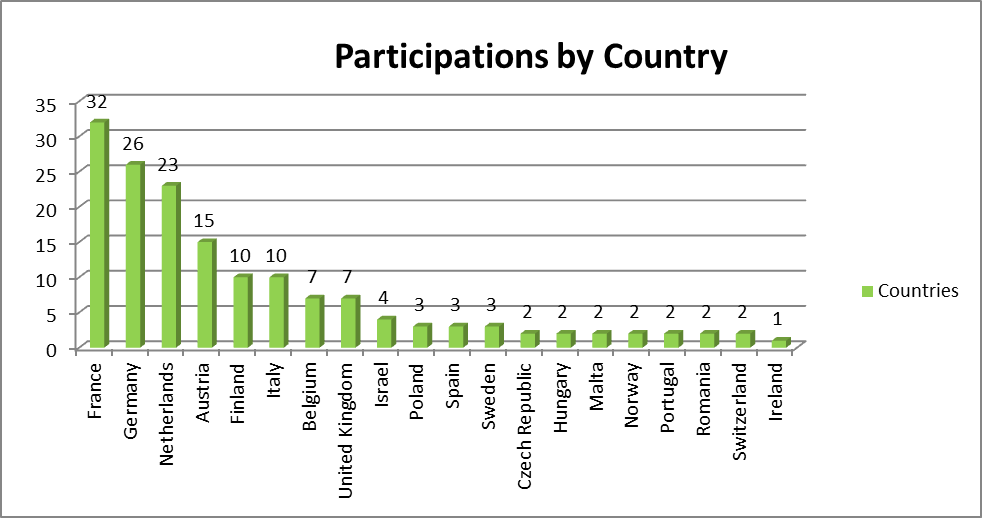 Participations by Country
35
30
25
20
15
10
5
0
32
26
23
15
10
10
7
7
4
3
3
3
2
2
2
2
2
2
2
1
France
Germany
Netherlands
Austria
Finland
Italy
Belgium
United Kingdom
Israel
Poland
Spain
Sweden
Czech Republic
Hungary
Malta
Norway
Portugal
Romania
Switzerland
Ireland
Countries